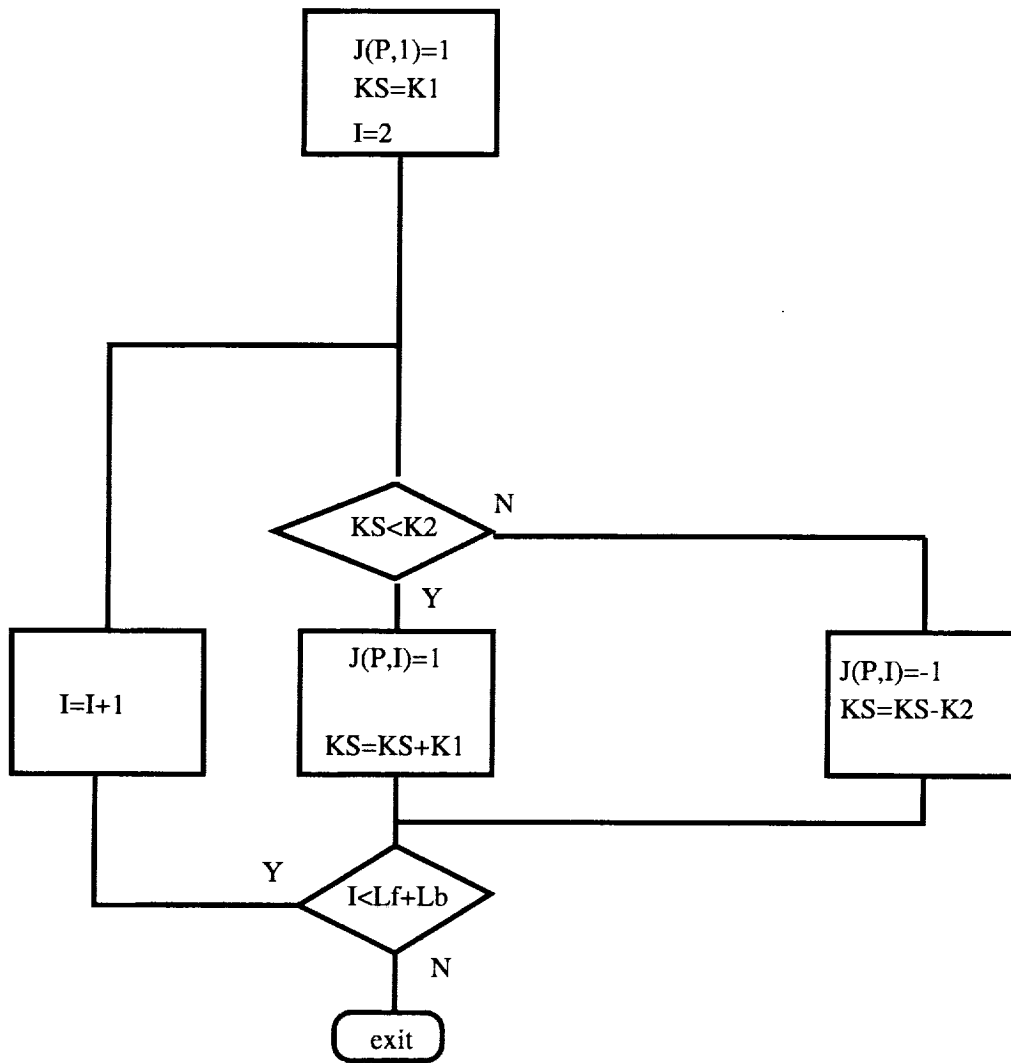 J(P,1)=1
KS=K1
I=2
KS<K2
N
Y
I=I+1
J(P,I)=1
KS=KS+K1
J(P,I)=-1
KS=KS-K2
Y
I<Lf+Lb
N
exit